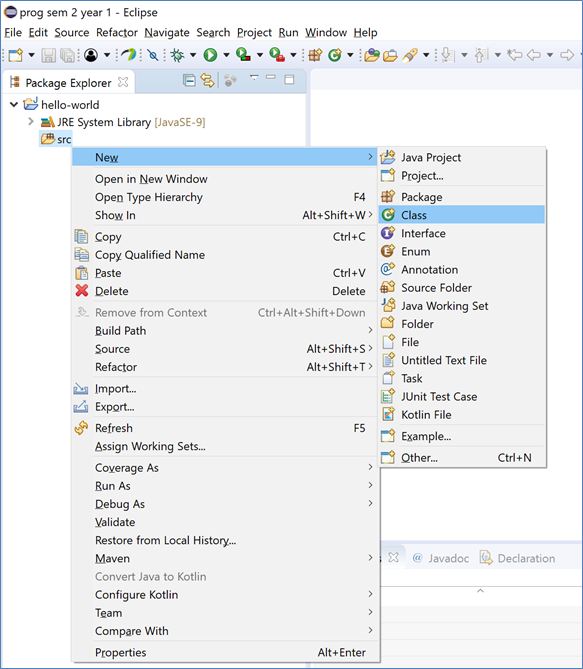 prog sem 2 year 1 - Eclipse
File Edit Source Refactor Navigate Search Project Run Window Help
Package Explorer
hello-world
JRE System Library [JavaSE-9]
src
New
Open in New Window
Open Type Hierarchy F4
Show In Alt+Shift+W
Copy Ctrl+C
Copy Qualified Name
Paste Ctrl+V
Delete Delete
Remove from Context Ctrl+Alt+Shift+Down
Build Path
Source Alt+Shift+S
Refactor Alt+Shift+T
Import...
Export...
Refresh F5
Assign Working Sets...
Coverage As
Run As
Debug As
Validate
Restore from Local History...
Maven
Convert Java to Kotlin
Configure Kotlin
Team
Compare With
Properties Alt+Enter
Java Project
Project...
Package
Class
Interface
Enum
Annotation
Source Folder
Java Working Set
Folder
File
Untitled Text File
Task
JUnit Test Case
Kotlin File
Example...
Other... Ctrl+N
@ Javadoc Declaration